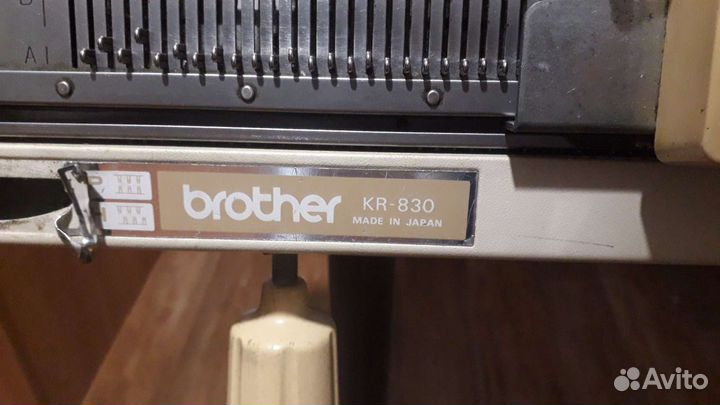 A I
P
H
brother KR-830
MADE IN JAPAN
Avito